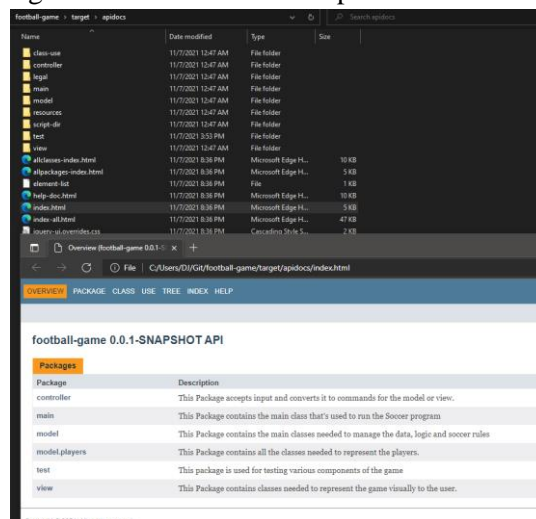 football-game > target > apidocs
Search apidocs
Name Date modified Type Size
class-use 11/7/2021 12:47 AM File folder
controller 11/7/2021 12:47 AM File folder
legal 11/7/2021 12:47 AM File folder
main 11/7/2021 12:47 AM File folder
model 11/7/2021 12:47 AM File folder
resources 11/7/2021 12:47 AM File folder
script-dir 11/7/2021 12:47 AM File folder
test 11/7/2021 3:53 PM File folder
view 11/7/2021 12:47 AM File folder
allclasses-index.html 11/7/2021 8:36 PM Microsoft Edge H... 10 KB
allpackages-index.html 11/7/2021 8:36 PM Microsoft Edge H... 5 KB
element-list 11/7/2021 8:36 PM File 1 KB
help-doc.html 11/7/2021 8:36 PM Microsoft Edge H... 10 KB
index.html 11/7/2021 8:36 PM Microsoft Edge H... 5 KB
index-all.html 11/7/2021 8:36 PM Microsoft Edge H... 47 KB
jquery-ui.overrides.css 11/7/2021 8:36 PM Cascading Style S... 2 KB
Overview (football-game 0.0.1-S
File C:/Users/DJ/Git/football-game/target/apidocs/index.html
OVERVIEW PACKAGE CLASS USE TREE INDEX HELP
football-game 0.0.1-SNAPSHOT API
Packages
Package Description
controller This Package accepts input and converts it to commands for the model or view.
main This Package contains the main class that's used to run the Soccer program
model This Package contains the main classes needed to manage the data, logic and soccer rules
model.players This Package contains all the classes needed to represent the players.
test This package is used for testing various components of the game
view This Package contains classes needed to represent the game visually to the user.